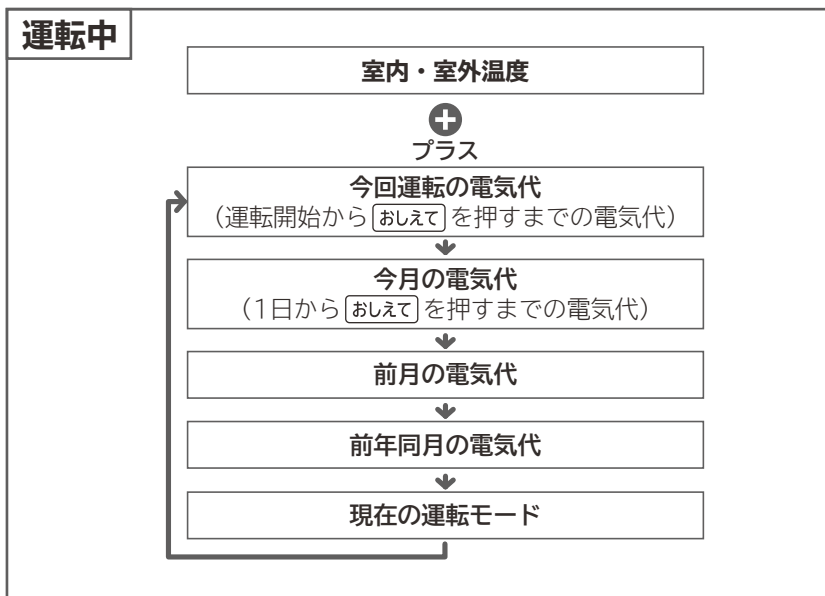 運転中
室内・室外温度
プラス
今回運転の電気代
（運転開始から おしえて を押すまでの電気代）
今月の電気代
（1日から おしえて を押すまでの電気代）
前月の電気代
前年同月の電気代
現在の運転モード